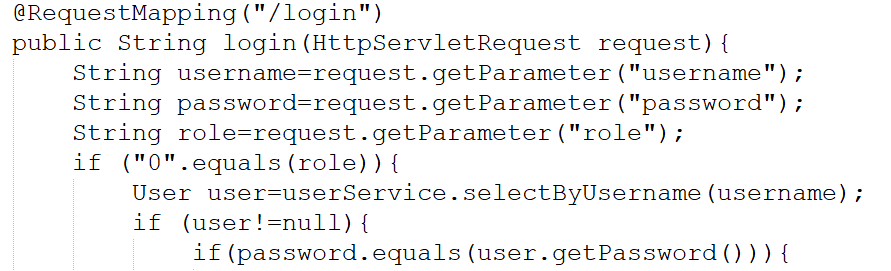 @RequestMapping("/login")
public String login(HttpServletRequest request){
String username=request.getParameter("username");
String password=request.getParameter("password");
String role=request.getParameter("role");
if ("0".equals(role)){
User user=userService.selectByUsername(username);
if (user!=null){
if(password.equals(user.getPassword())){